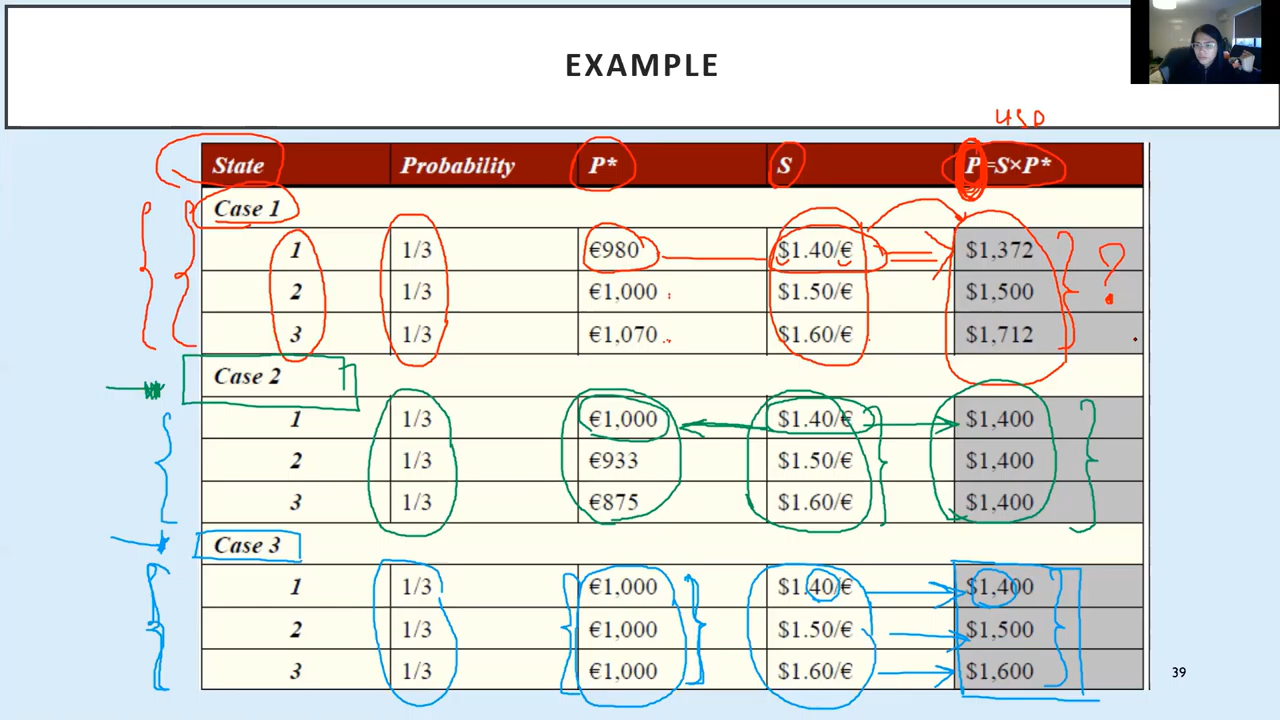 EXAMPLE
USD
State Probability P* S P=S×P*
Case 1
1 1/3 €980 $1.40/€ $1,372
2 1/3 €1,000 $1.50/€ $1,500
3 1/3 €1,070 $1.60/€ $1,712
?
Case 2
1 1/3 €1,000 $1.40/€ $1,400
2 1/3 €933 $1.50/€ $1,400
3 1/3 €875 $1.60/€ $1,400
Case 3
1 1/3 €1,000 $1.40/€ $1,400
2 1/3 €1,000 $1.50/€ $1,500
3 1/3 €1,000 $1.60/€ $1,600
39